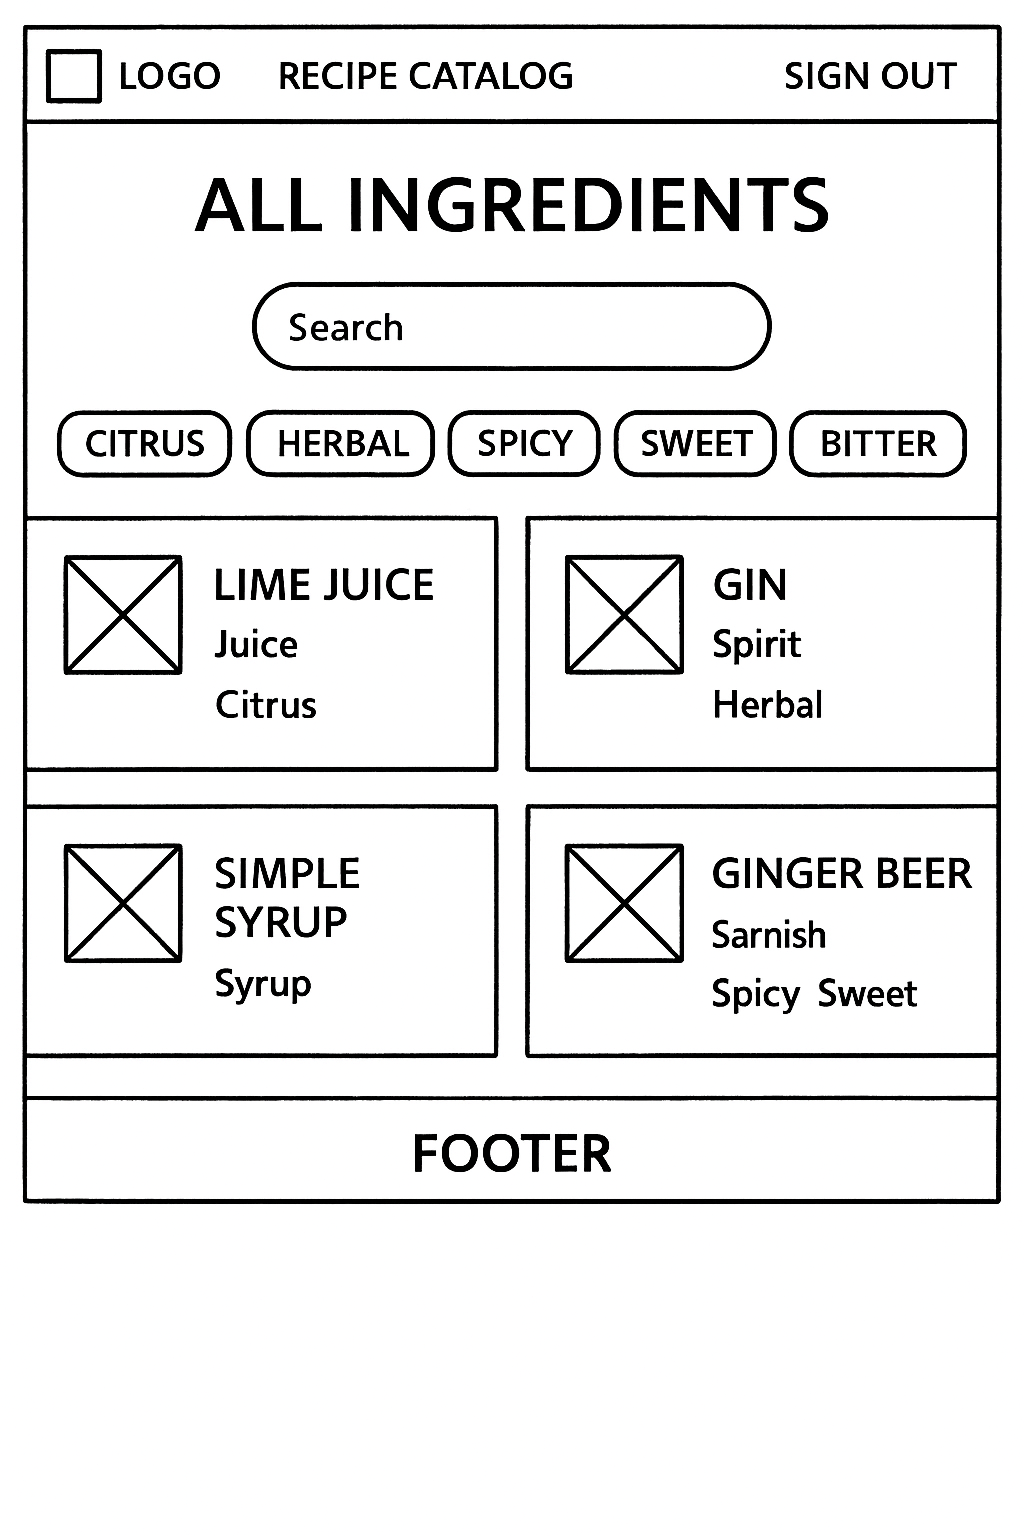 LOGO RECIPE CATALOG SIGN OUT
ALL INGREDIENTS
Search
CITRUS HERBAL SPICY SWEET BITTER
LIME JUICE
Juice
Citrus
GIN
Spirit
Herbal
SIMPLE
SYRUP
Syrup
GINGER BEER
Sarnish
Spicy Sweet
FOOTER